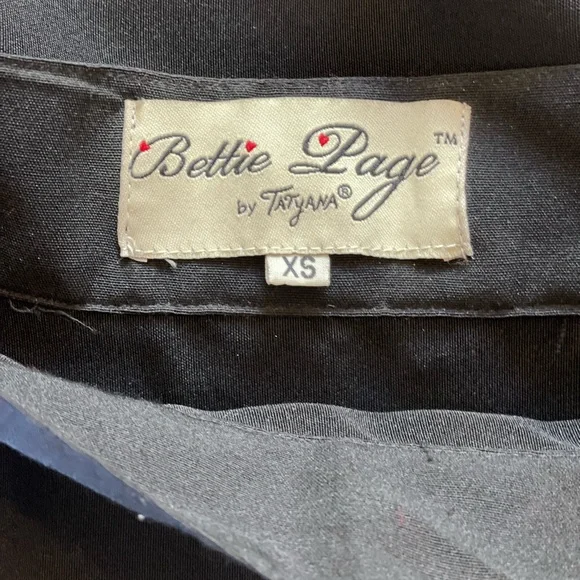 Bettie Page™
by TATyANA®
XS